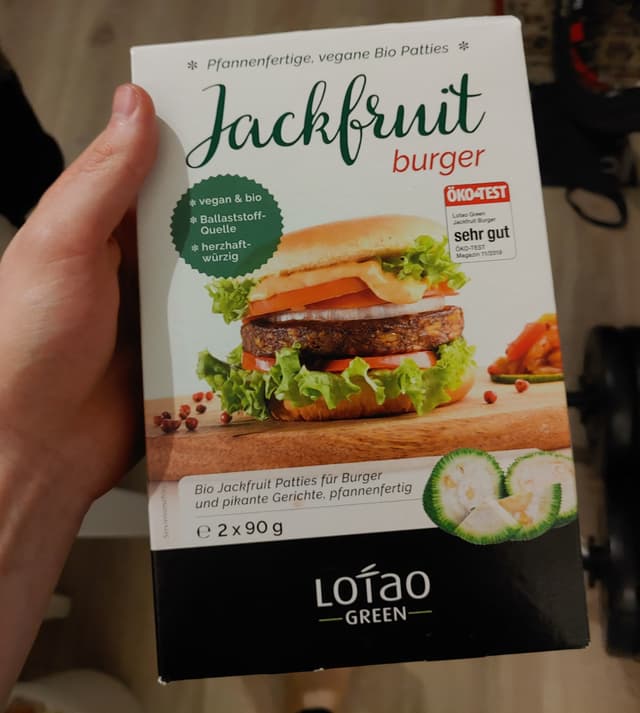 * Pfannenfertige, vegane Bio Patties *
Jackfruit
burger
* vegan & bio
* Ballaststoff-
Quelle
* herzhaft-
würzig
ÖKO-TEST
Lotao Green
Jackfruit Burger
sehr gut
ÖKO-TEST
Magazin 11/2019
Bio Jackfruit Patties für Burger
und pikante Gerichte, pfannenfertig
℮ 2 x 90 g
LOTAO
GREEN